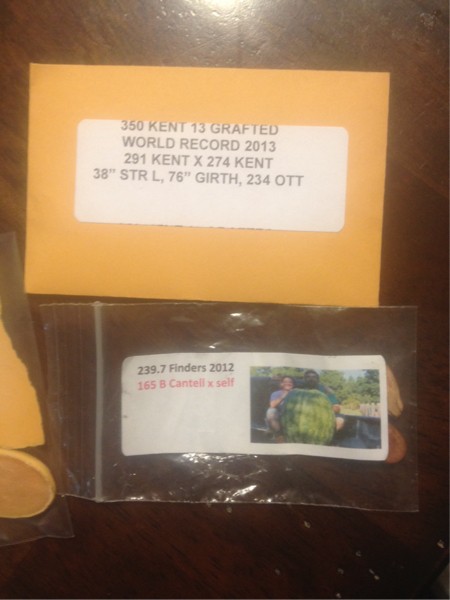 350 KENT 13 GRAFTED
WORLD RECORD 2013
291 KENT X 274 KENT
38” STR L, 76” GIRTH, 234 OTT
239.7 Finders 2012
165 B Cantell x self